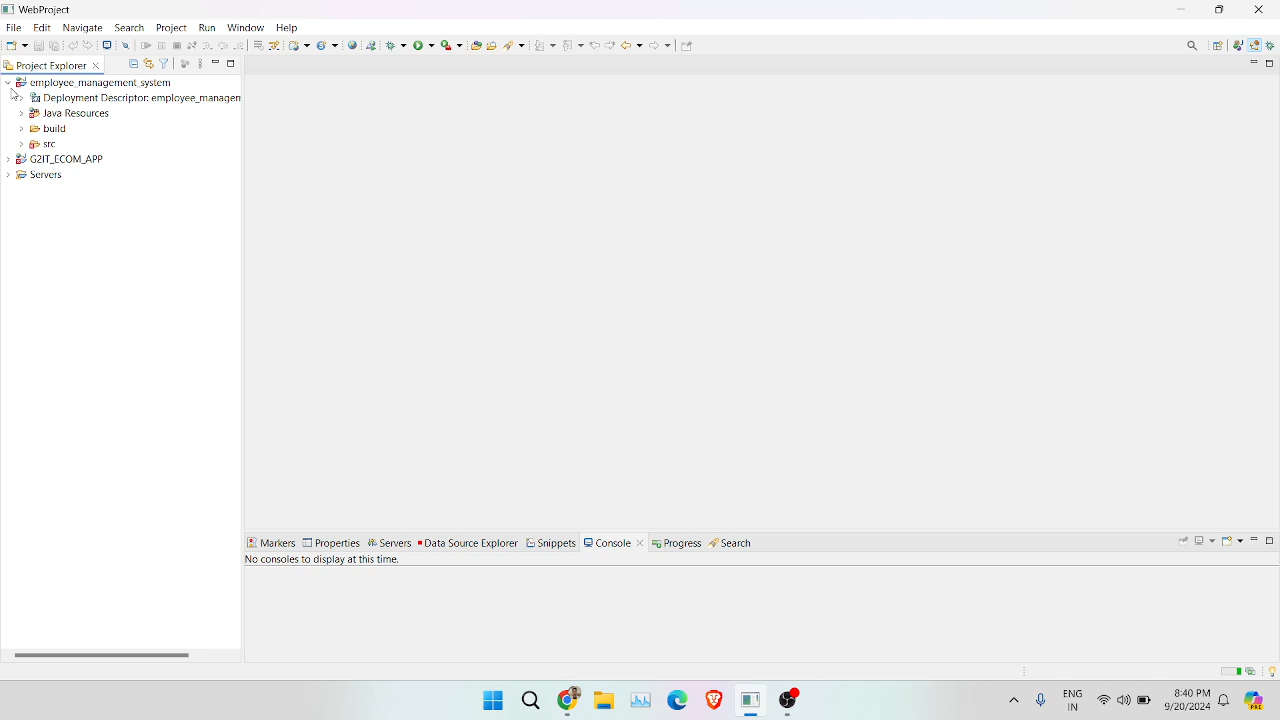 WebProject
File Edit Navigate Search Project Run Window Help
Project Explorer
employee_management_system
Deployment Descriptor: employee_managen
Java Resources
build
src
G2IT_ECOM_APP
Servers
Markers Properties Servers Data Source Explorer Snippets Console Progress Search
No consoles to display at this time.
ENG
IN
8:40 PM
9/20/2024
PRE